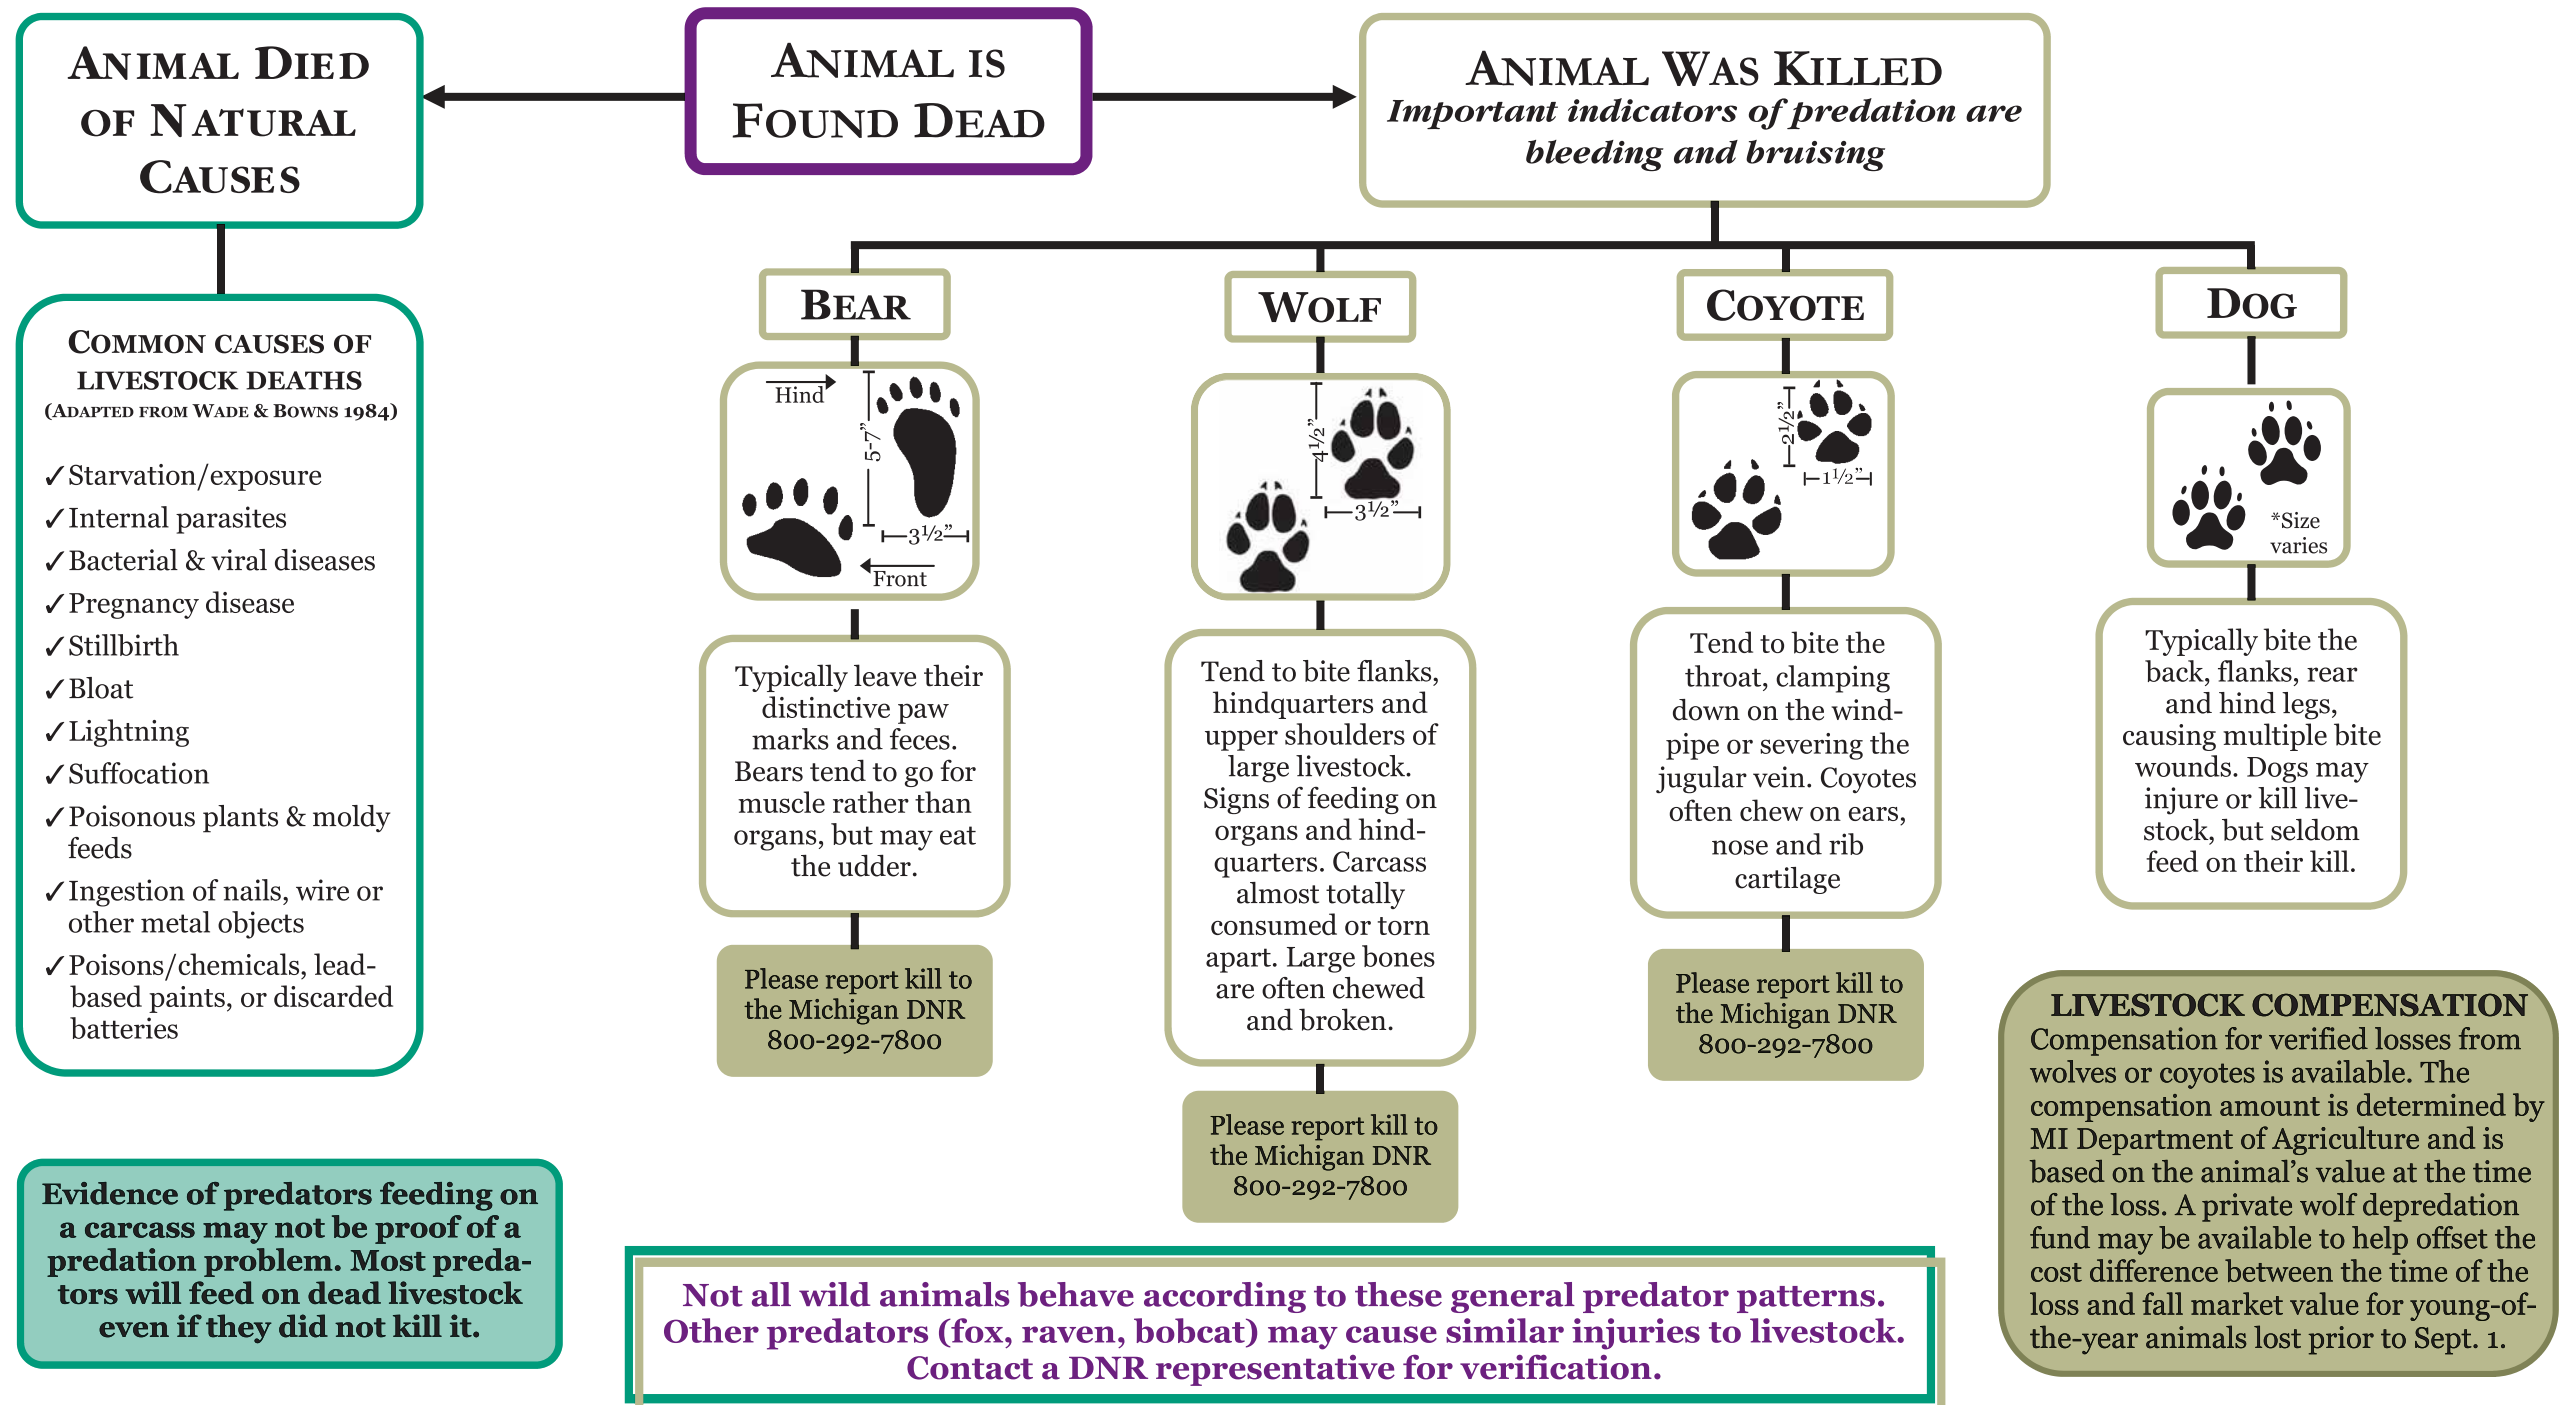 ANIMAL DIED
OF NATURAL
CAUSES
ANIMAL IS
FOUND DEAD
ANIMAL WAS KILLED
Important indicators of predation are
bleeding and bruising
COMMON CAUSES OF
LIVESTOCK DEATHS
(ADAPTED FROM WADE & BOWNS 1984)
✓Starvation/exposure
✓Internal parasites
✓Bacterial & viral diseases
✓Pregnancy disease
✓Stillbirth
✓Bloat
✓Lightning
✓Suffocation
✓Poisonous plants & moldy
feeds
✓Ingestion of nails, wire or
other metal objects
✓Poisons/chemicals, lead-
based paints, or discarded
batteries
Evidence of predators feeding on
a carcass may not be proof of a
predation problem. Most preda-
tors will feed on dead livestock
even if they did not kill it.
BEAR
Hind
5-7”
3½”
Front
Typically leave their
distinctive paw
marks and feces.
Bears tend to go for
muscle rather than
organs, but may eat
the udder.
Please report kill to
the Michigan DNR
800-292-7800
WOLF
4½”
3½”
Tend to bite flanks,
hindquarters and
upper shoulders of
large livestock.
Signs of feeding on
organs and hind-
quarters. Carcass
almost totally
consumed or torn
apart. Large bones
are often chewed
and broken.
Please report kill to
the Michigan DNR
800-292-7800
COYOTE
2½”
1½”
Tend to bite the
throat, clamping
down on the wind-
pipe or severing the
jugular vein. Coyotes
often chew on ears,
nose and rib
cartilage
Please report kill to
the Michigan DNR
800-292-7800
DOG
*Size
varies
Typically bite the
back, flanks, rear
and hind legs,
causing multiple bite
wounds. Dogs may
injure or kill live-
stock, but seldom
feed on their kill.
LIVESTOCK COMPENSATION
Compensation for verified losses from
wolves or coyotes is available. The
compensation amount is determined by
MI Department of Agriculture and is
based on the animal’s value at the time
of the loss. A private wolf depredation
fund may be available to help offset the
cost difference between the time of the
loss and fall market value for young-of-
the-year animals lost prior to Sept. 1.
Not all wild animals behave according to these general predator patterns.
Other predators (fox, raven, bobcat) may cause similar injuries to livestock.
Contact a DNR representative for verification.